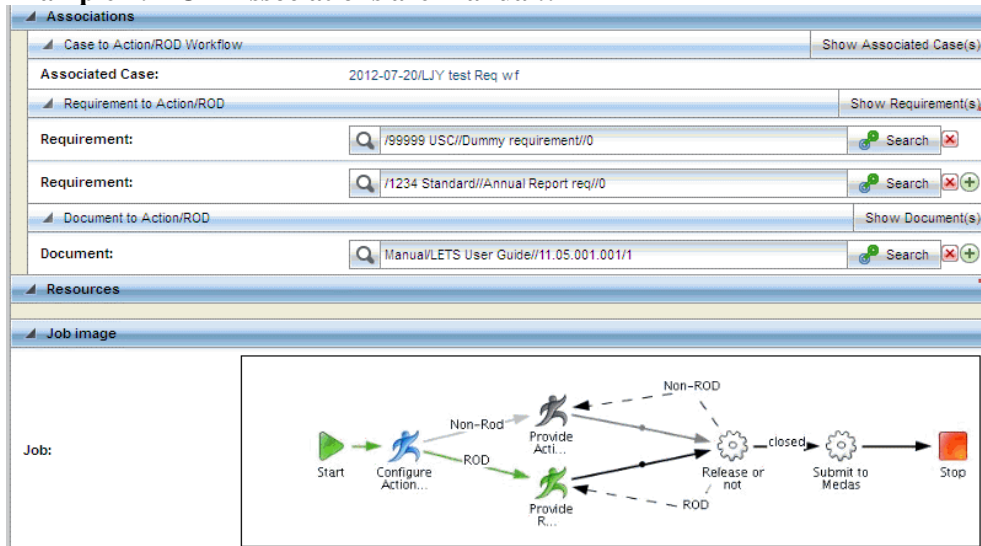 Associations
Case to Action/ROD Workflow Show Associated Case(s)
Associated Case: 2012-07-20/LJY test Req wf
Requirement to Action/ROD Show Requirement(s)
Requirement: /99999 USC//Dummy requirement//0 Search
Requirement: /1234 Standard//Annual Report req//0 Search
Document to Action/ROD Show Document(s)
Document: Manual/LETS User Guide//11.05.001.001/1 Search
Resources
Job image
Job:
Non-ROD
Non-Rod
Provide
Acti...
Start
Configure
Action...
ROD
closed
Release or
not
Submit to
Medas
Stop
ROD
Provide
R...